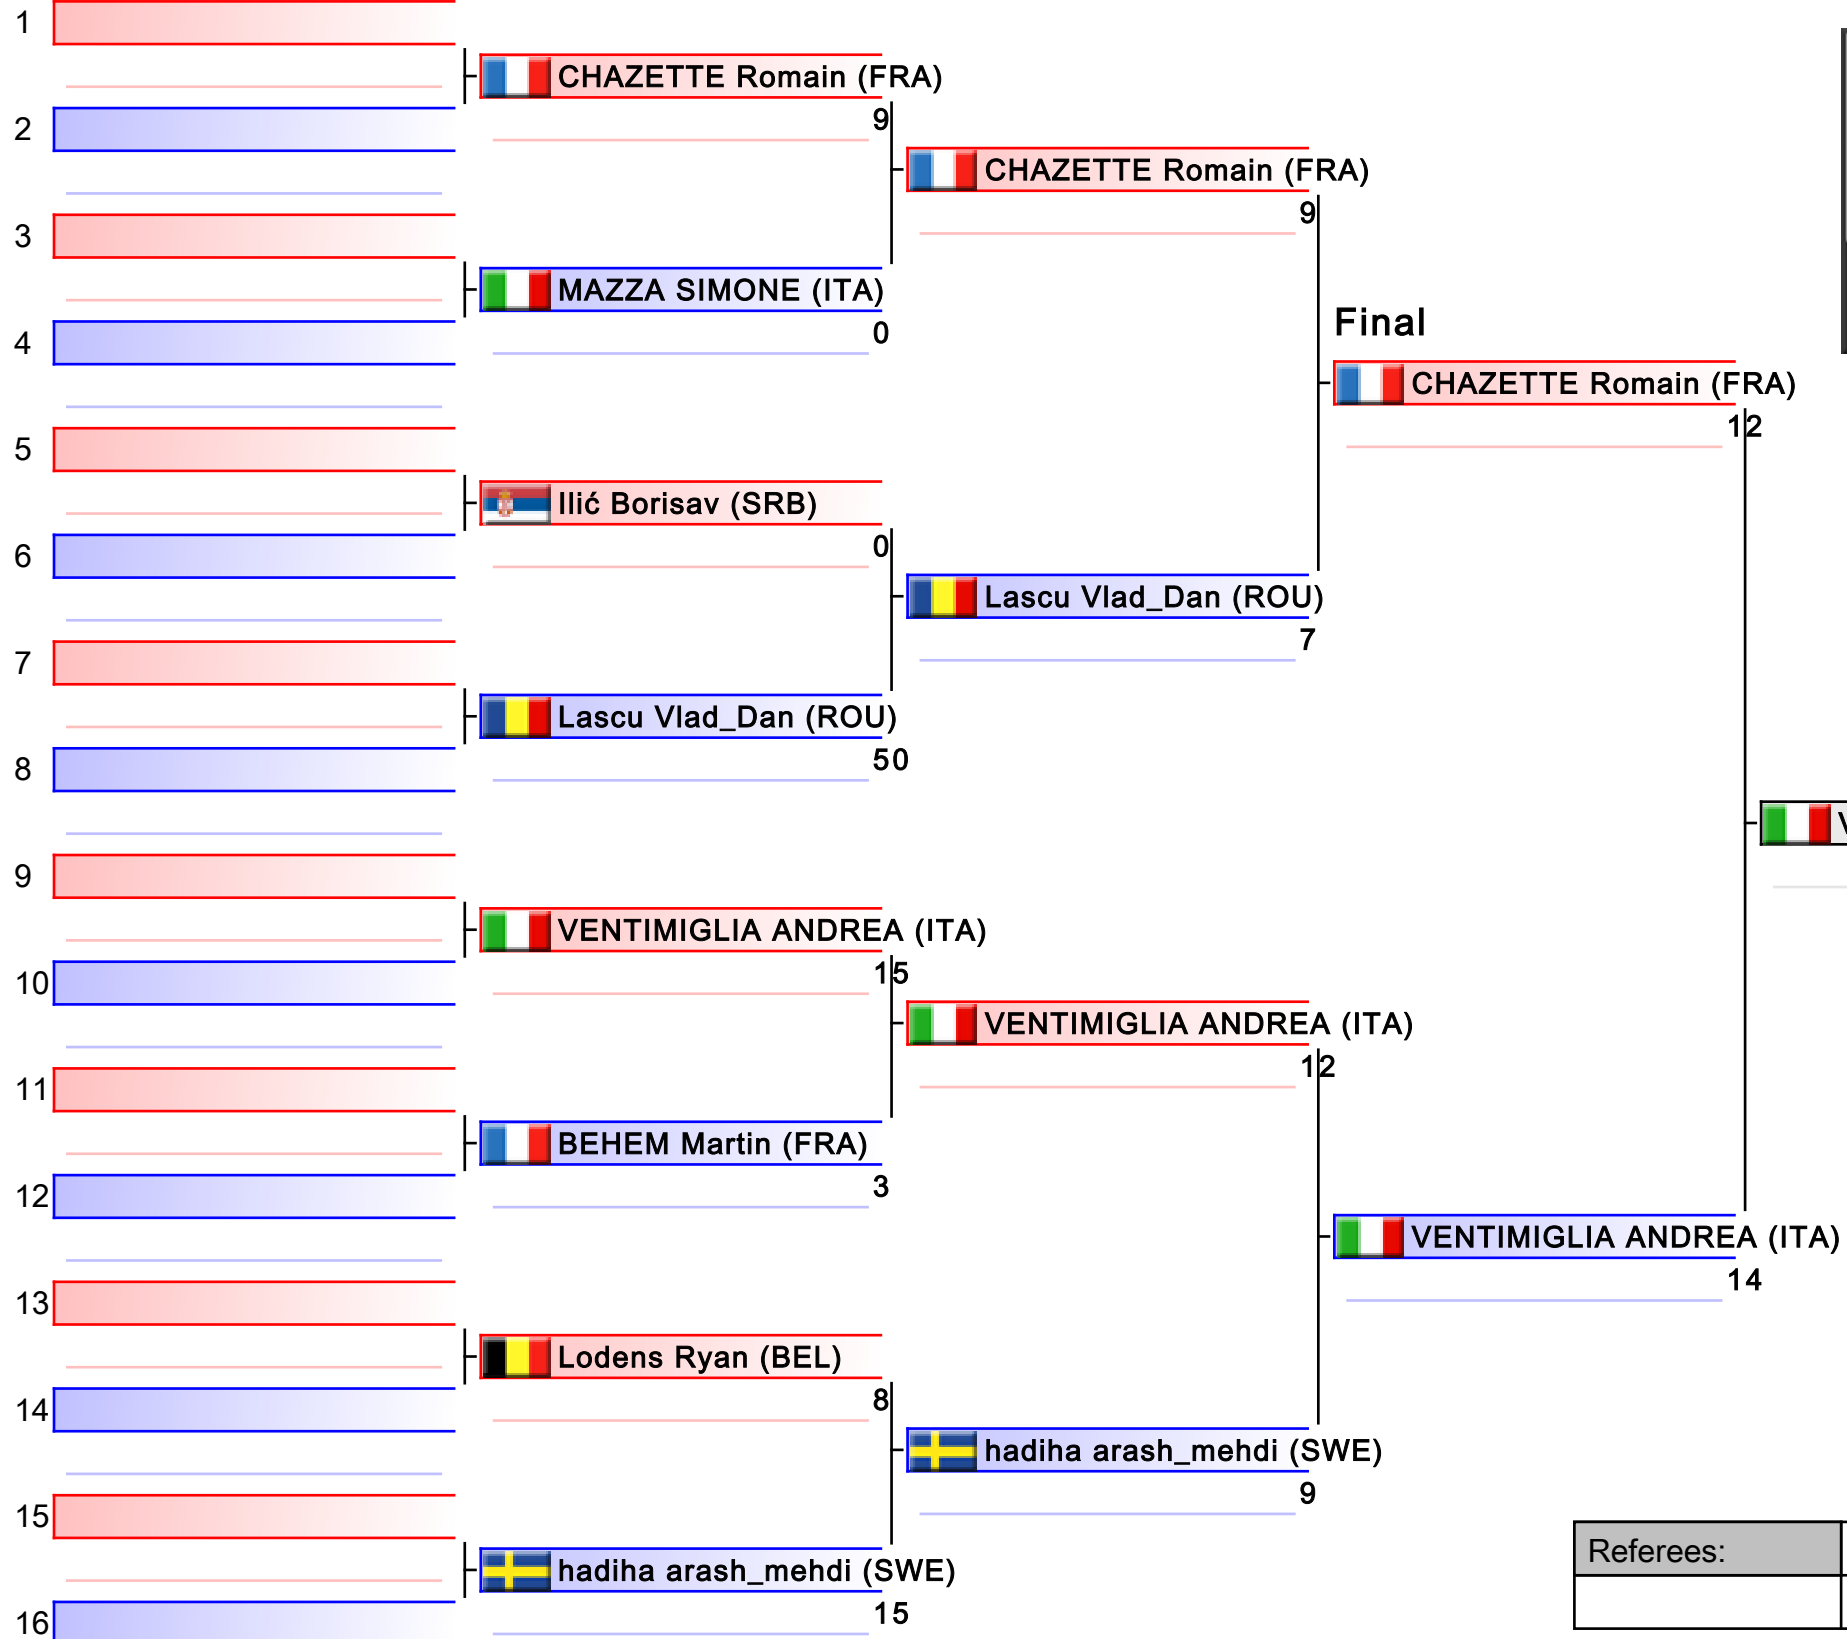 1
CHAZETTE Romain (FRA)
9
2
CHAZETTE Romain (FRA)
9
3
MAZZA SIMONE (ITA)
0
4
Final
CHAZETTE Romain (FRA)
12
5
Ilić Borisav (SRB)
0
6
Lascu Vlad_Dan (ROU)
7
7
Lascu Vlad_Dan (ROU)
50
8
9
VENTIMIGLIA ANDREA (ITA)
15
10
VENTIMIGLIA ANDREA (ITA)
12
11
BEHEM Martin (FRA)
3
12
VENTIMIGLIA ANDREA (ITA)
14
13
Lodens Ryan (BEL)
8
14
hadiha arash_mehdi (SWE)
9
15
Referees:
hadiha arash_mehdi (SWE)
15
16